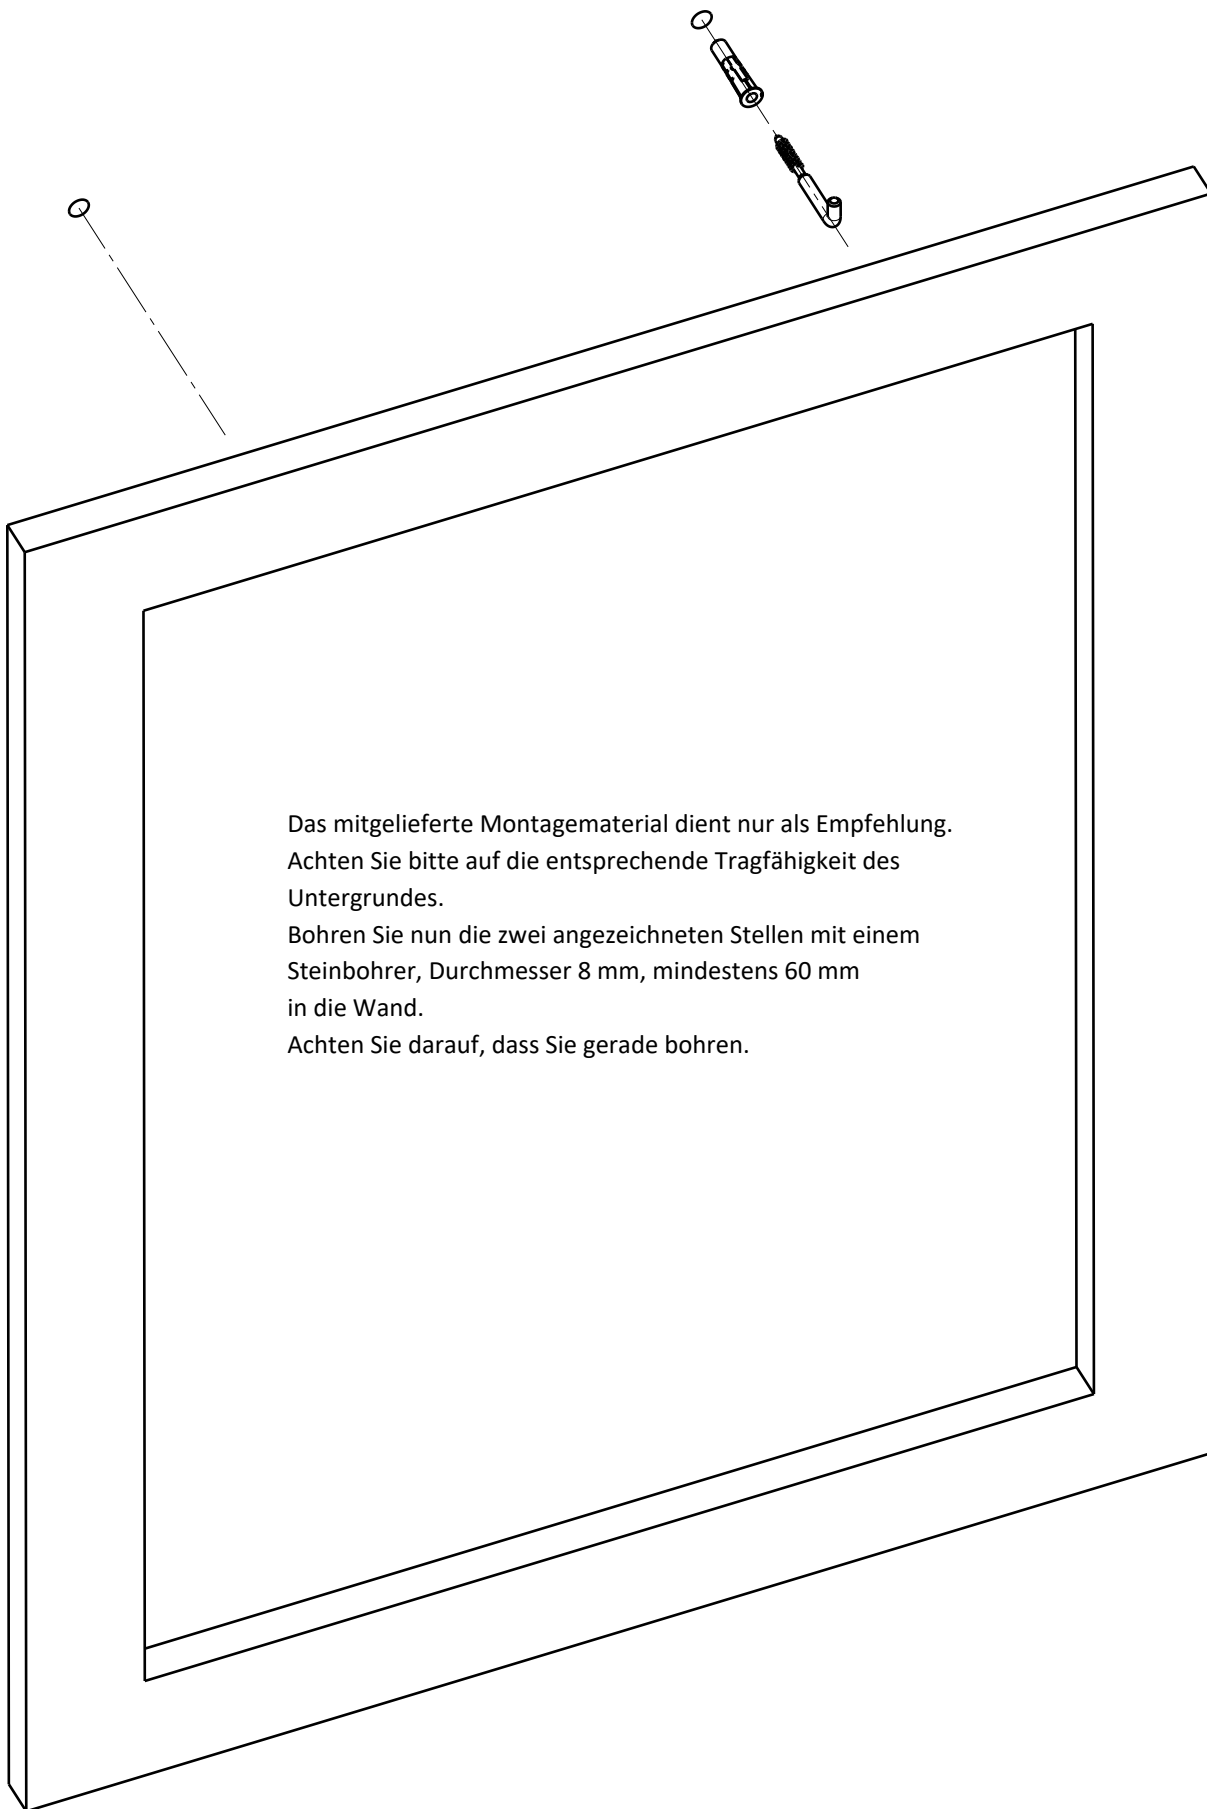 Das mitgelieferte Montagematerial dient nur als Empfehlung.
Achten Sie bitte auf die entsprechende Tragfähigkeit des
Untergrundes.
Bohren Sie nun die zwei angezeichneten Stellen mit einem
Steinbohrer, Durchmesser 8 mm, mindestens 60 mm
in die Wand.
Achten Sie darauf, dass Sie gerade bohren.